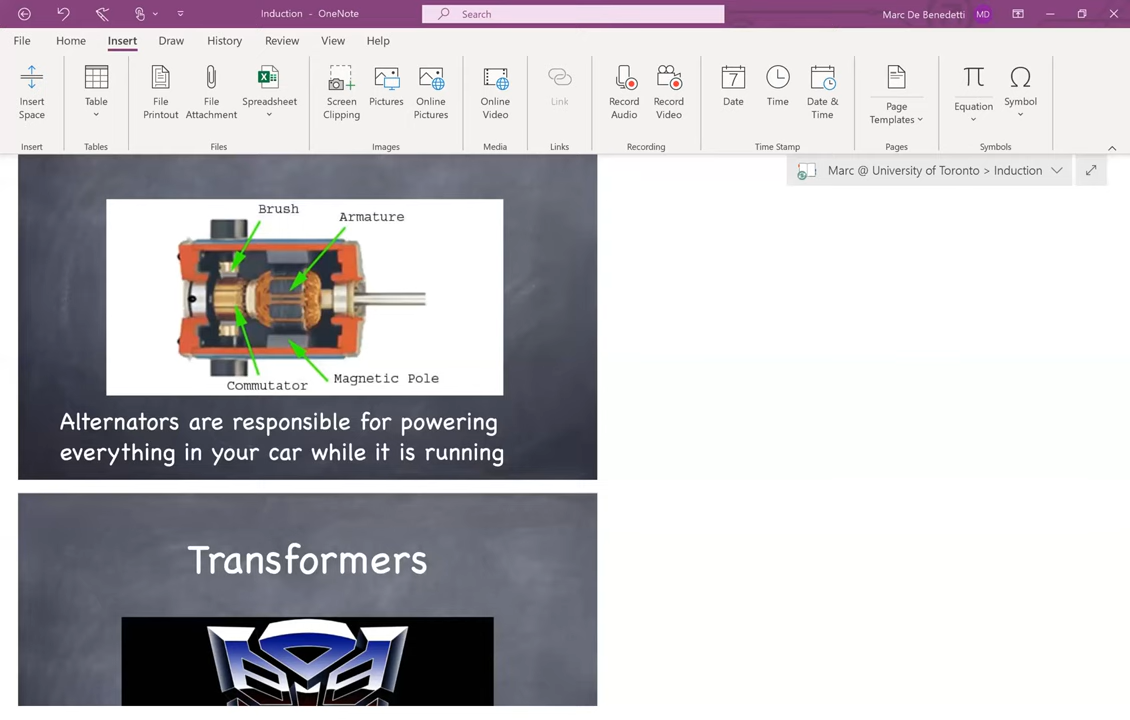 Induction - OneNote
Search
Marc De Benedetti
MD
File
Home
Insert
Draw
History
Review
View
Help
Insert
Space
Table
File
Printout
File
Attachment
Spreadsheet
Screen
Clipping
Pictures
Online
Pictures
Online
Video
Link
Record
Audio
Record
Video
7
Date
Time
Date &
Time
Page
Templates
π
Equation
Ω
Symbol
Insert
Tables
Files
Images
Media
Links
Recording
Time Stamp
Pages
Symbols
Marc @ University of Toronto > Induction
Brush
Armature
Commutator
Magnetic Pole
Alternators are responsible for powering
everything in your car while it is running
Transformers